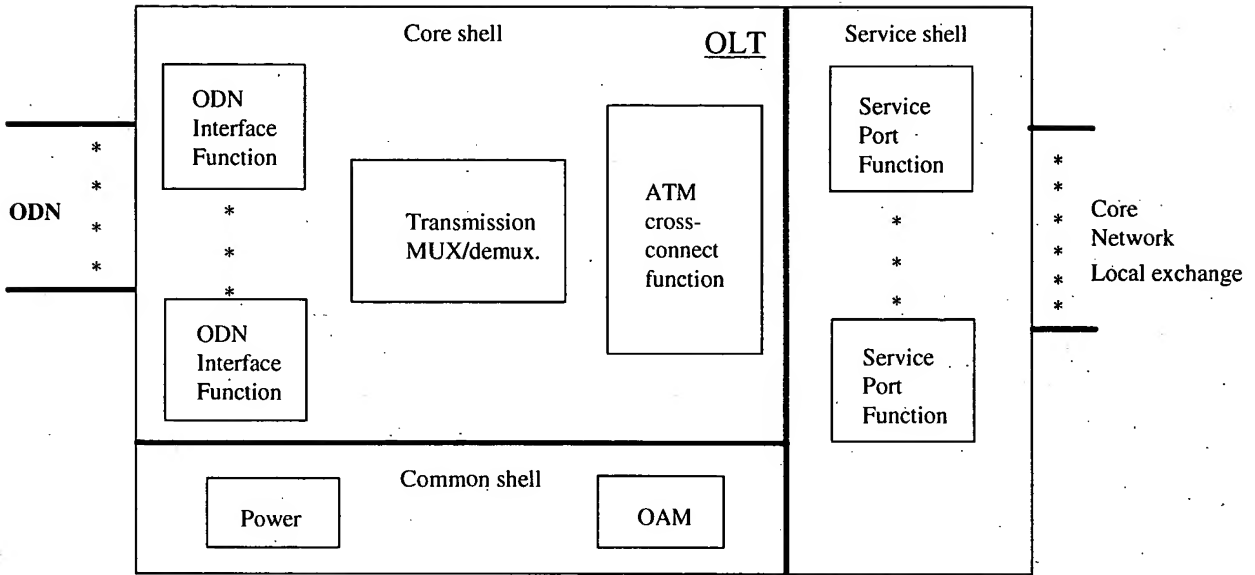 Core shell
OLT
Service shell
ODN
Interface
Function
Service
Port
Function
*
*
*
*
ODN
*
*
*
Transmission
MUX/demux.
ATM
cross-
connect
function
*
*
*
*
*
*
*
*
*
Core
Network
Local exchange
ODN
Interface
Function
Service
Port
Function
Common shell
Power
OAM